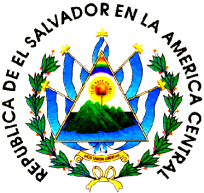 REPUBLICA DE EL SALVADOR EN LA AMERICA CENTRAL